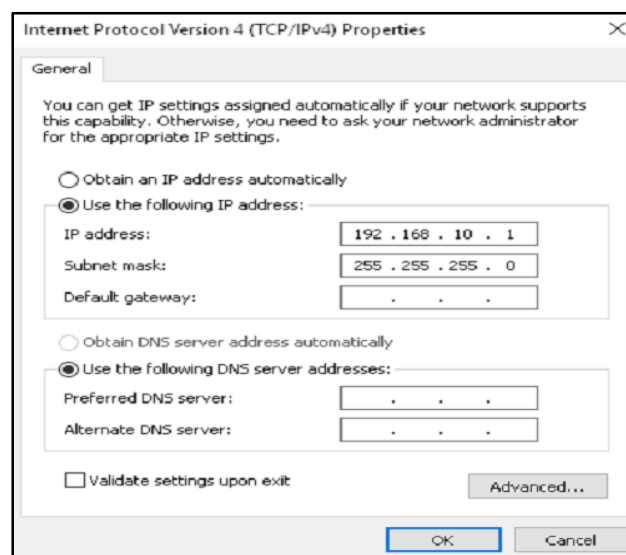 Internet Protocol Version 4 (TCP/IPv4) Properties
General
You can get IP settings assigned automatically if your network supports
this capability. Otherwise, you need to ask your network administrator
for the appropriate IP settings.
Obtain an IP address automatically
Use the following IP address:
IP address: 192 . 168 . 10 . 1
Subnet mask: 255 . 255 . 255 . 0
Default gateway: . . .
Obtain DNS server address automatically
Use the following DNS server addresses:
Preferred DNS server: . . .
Alternate DNS server: . . .
Validate settings upon exit
Advanced...
OK Cancel